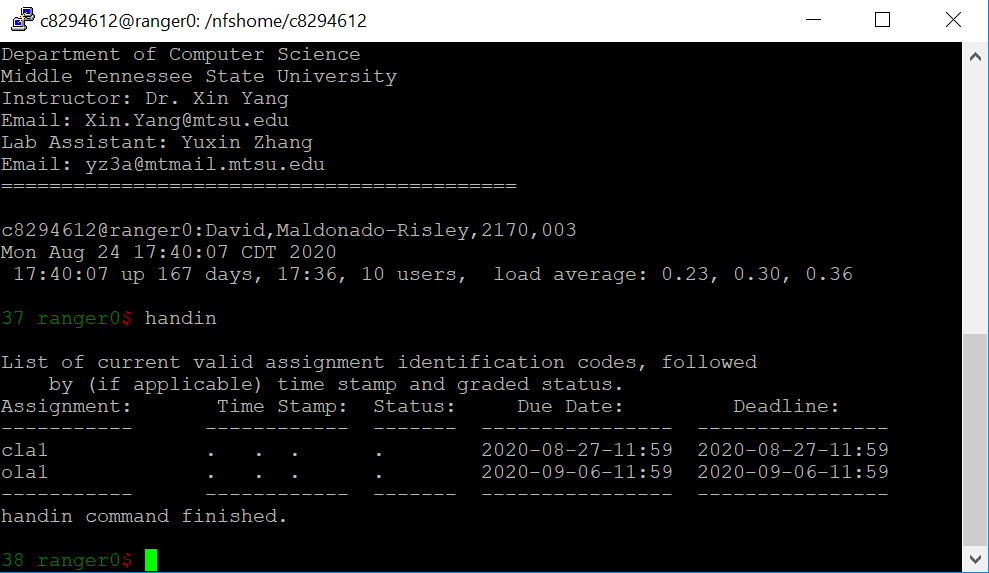 c8294612@ranger0: /nfshome/c8294612
Department of Computer Science
Middle Tennessee State University
Instructor: Dr. Xin Yang
Email: Xin.Yang@mtsu.edu
Lab Assistant: Yuxin Zhang
Email: yz3a@mtmail.mtsu.edu
===========================================
c8294612@ranger0:David,Maldonado-Risley,2170,003
Mon Aug 24 17:40:07 CDT 2020
 17:40:07 up 167 days, 17:36, 10 users,  load average: 0.23, 0.30, 0.36
37 ranger0$ handin
List of current valid assignment identification codes, followed
    by (if applicable) time stamp and graded status.
Assignment:       Time Stamp:  Status:     Due Date:         Deadline:
-----------      ------------  -------  ----------------  ----------------
cla1             .   .  .      .        2020-08-27-11:59  2020-08-27-11:59
ola1             .   .  .      .        2020-09-06-11:59  2020-09-06-11:59
-----------      ------------  -------  ----------------  ----------------
handin command finished.
38 ranger0$